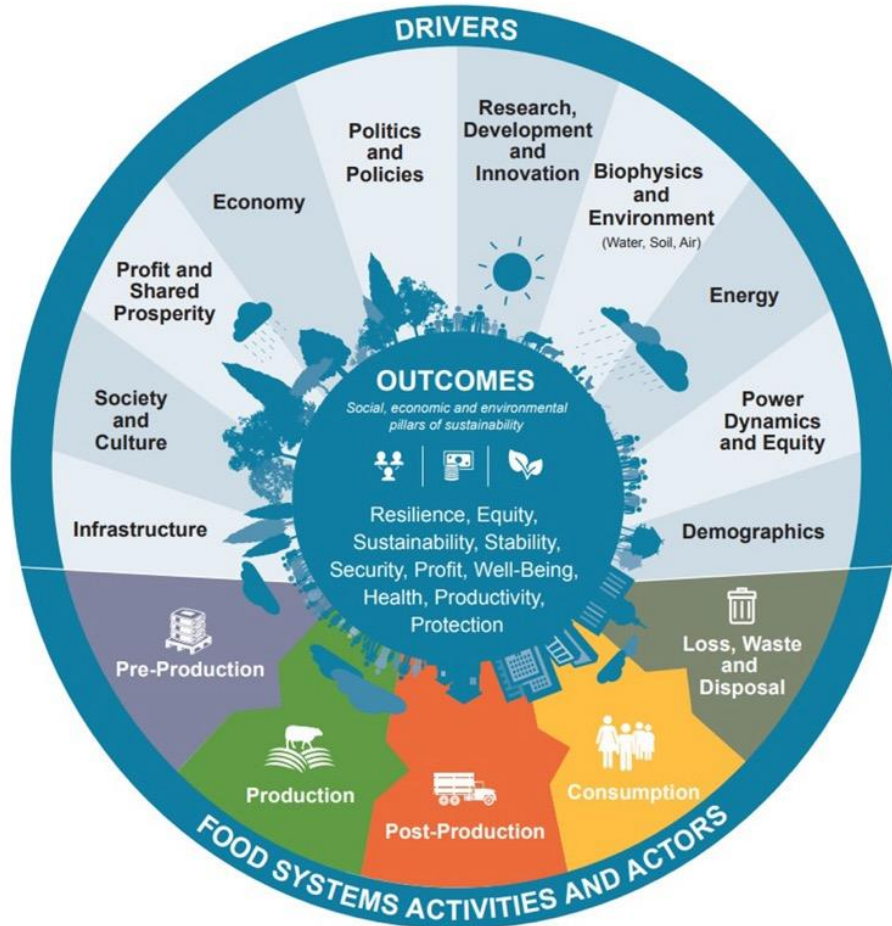 DRIVERS
Infrastructure
Society
and
Culture
Profit and
Shared
Prosperity
Economy
Politics
and
Policies
Research,
Development
and
Innovation
Biophysics
and
Environment
(Water, Soil, Air)
Energy
Power
Dynamics
and Equity
Demographics
OUTCOMES
Social, economic and environmental
pillars of sustainability
Resilience, Equity,
Sustainability, Stability,
Security, Profit, Well-Being,
Health, Productivity,
Protection
Pre-Production
Production
Post-Production
Consumption
Loss, Waste
and
Disposal
FOOD SYSTEMS ACTIVITIES AND ACTORS